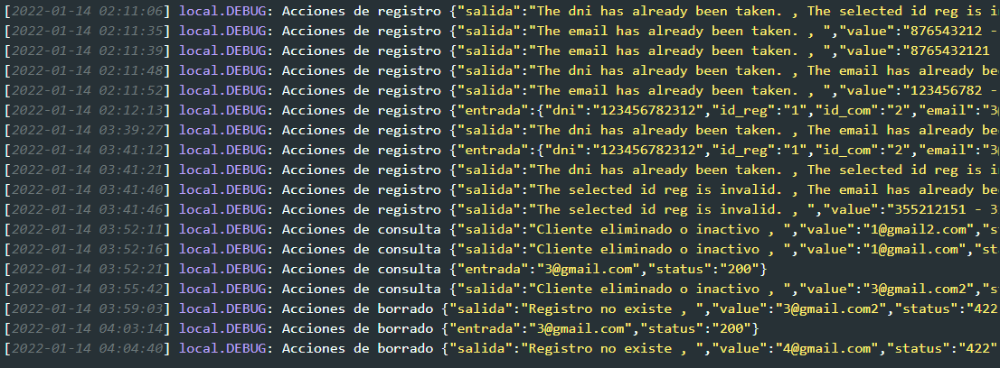 [2022-01-14 02:11:06] local.DEBUG: Acciones de registro {"salida":"The dni has already been taken. , The selected id reg is in
[2022-01-14 02:11:35] local.DEBUG: Acciones de registro {"salida":"The email has already been taken. , ","value":"876543212 -
[2022-01-14 02:11:39] local.DEBUG: Acciones de registro {"salida":"The email has already been taken. , ","value":"8765432121
[2022-01-14 02:11:48] local.DEBUG: Acciones de registro {"salida":"The dni has already been taken. , The email has already be
[2022-01-14 02:11:52] local.DEBUG: Acciones de registro {"salida":"The email has already been taken. , ","value":"123456782 -
[2022-01-14 02:12:13] local.DEBUG: Acciones de registro {"entrada":{"dni":"123456782312","id_reg":"1","id_com":"2","email":"3@
[2022-01-14 03:39:27] local.DEBUG: Acciones de registro {"salida":"The dni has already been taken. , The email has already be
[2022-01-14 03:41:12] local.DEBUG: Acciones de registro {"entrada":{"dni":"123456782312","id_reg":"1","id_com":"2","email":"3@
[2022-01-14 03:41:21] local.DEBUG: Acciones de registro {"salida":"The dni has already been taken. , The selected id reg is in
[2022-01-14 03:41:40] local.DEBUG: Acciones de registro {"salida":"The selected id reg is invalid. , The email has already be
[2022-01-14 03:41:46] local.DEBUG: Acciones de registro {"salida":"The selected id reg is invalid. , ","value":"355212151 - 3
[2022-01-14 03:52:11] local.DEBUG: Acciones de consulta {"salida":"Cliente eliminado o inactivo , ","value":"1@gmail2.com","s
[2022-01-14 03:52:16] local.DEBUG: Acciones de consulta {"salida":"Cliente eliminado o inactivo , ","value":"1@gmail.com","st
[2022-01-14 03:52:21] local.DEBUG: Acciones de consulta {"entrada":"3@gmail.com","status":"200"}
[2022-01-14 03:55:42] local.DEBUG: Acciones de consulta {"salida":"Cliente eliminado o inactivo , ","value":"3@gmail.com2","s
[2022-01-14 03:59:03] local.DEBUG: Acciones de borrado {"salida":"Registro no existe , ","value":"3@gmail.com2","status":"422
[2022-01-14 04:03:14] local.DEBUG: Acciones de borrado {"entrada":"3@gmail.com","status":"200"}
[2022-01-14 04:04:40] local.DEBUG: Acciones de borrado {"salida":"Registro no existe , ","value":"4@gmail.com","status":"422"